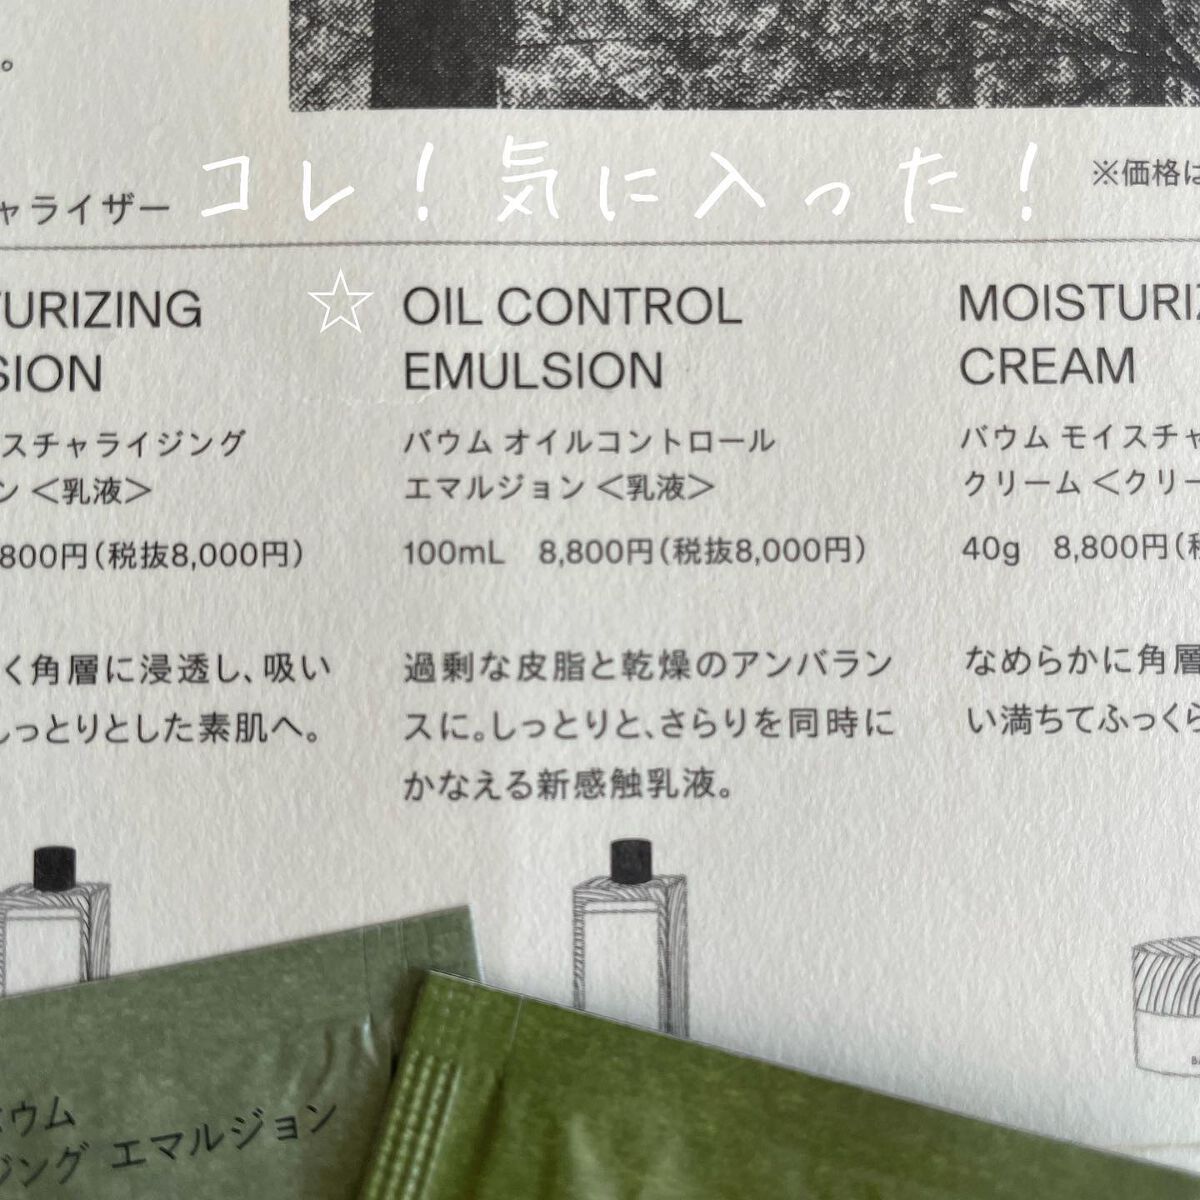 。
コレ！気に入った！
※価格は
ャライザー
☆
URIZING
SION
スチャライジング
ン＜乳液＞
800円（税抜8,000円）
く角層に浸透し、吸い
しっとりとした素肌へ。
OIL CONTROL
EMULSION
バウム オイルコントロール
エマルジョン＜乳液＞
100mL 8,800円（税抜8,000円）
過剰な皮脂と乾燥のアンバラン
スに。しっとりと、さらりを同時に
かなえる新感触乳液。
MOISTURIZ
CREAM
バウム モイスチャ
クリーム＜クリー
40g 8,800円（税
なめらかに角層
い満ちてふっくら
バウム
ジング エマルジョン